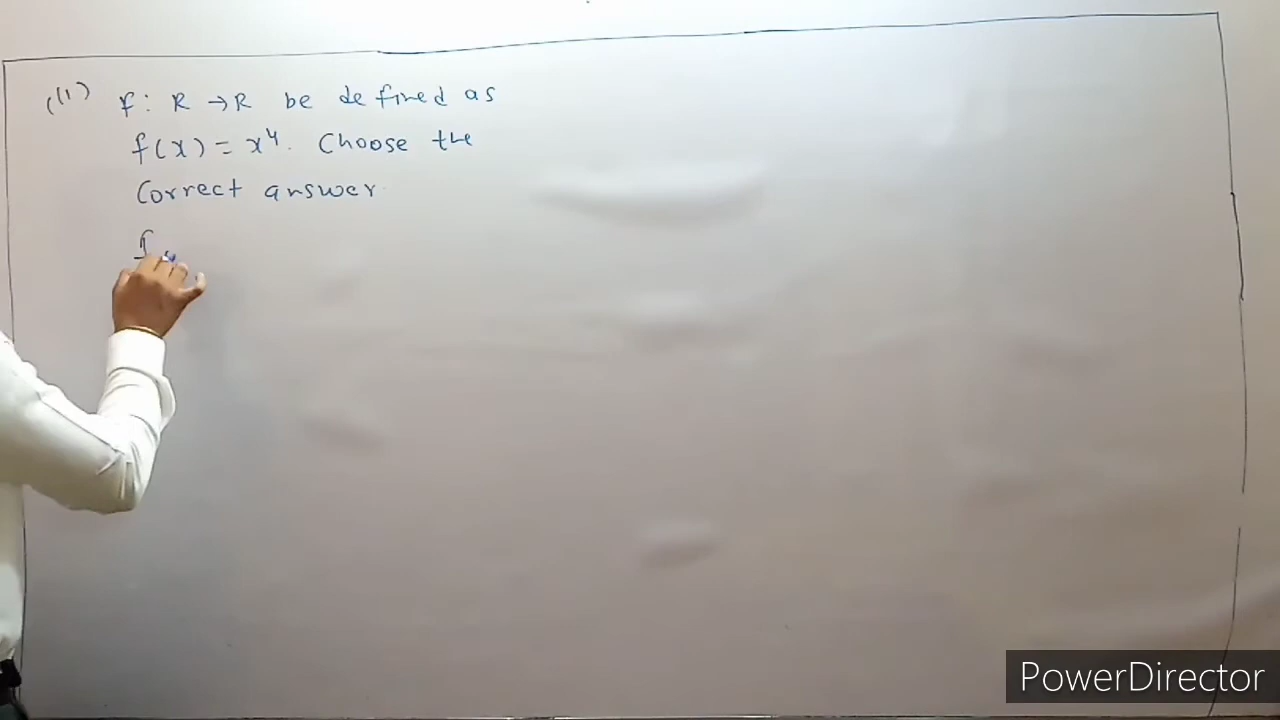 (11) f: R → R be defined as
f(x) = x⁴. Choose the
Correct answer
PowerDirector